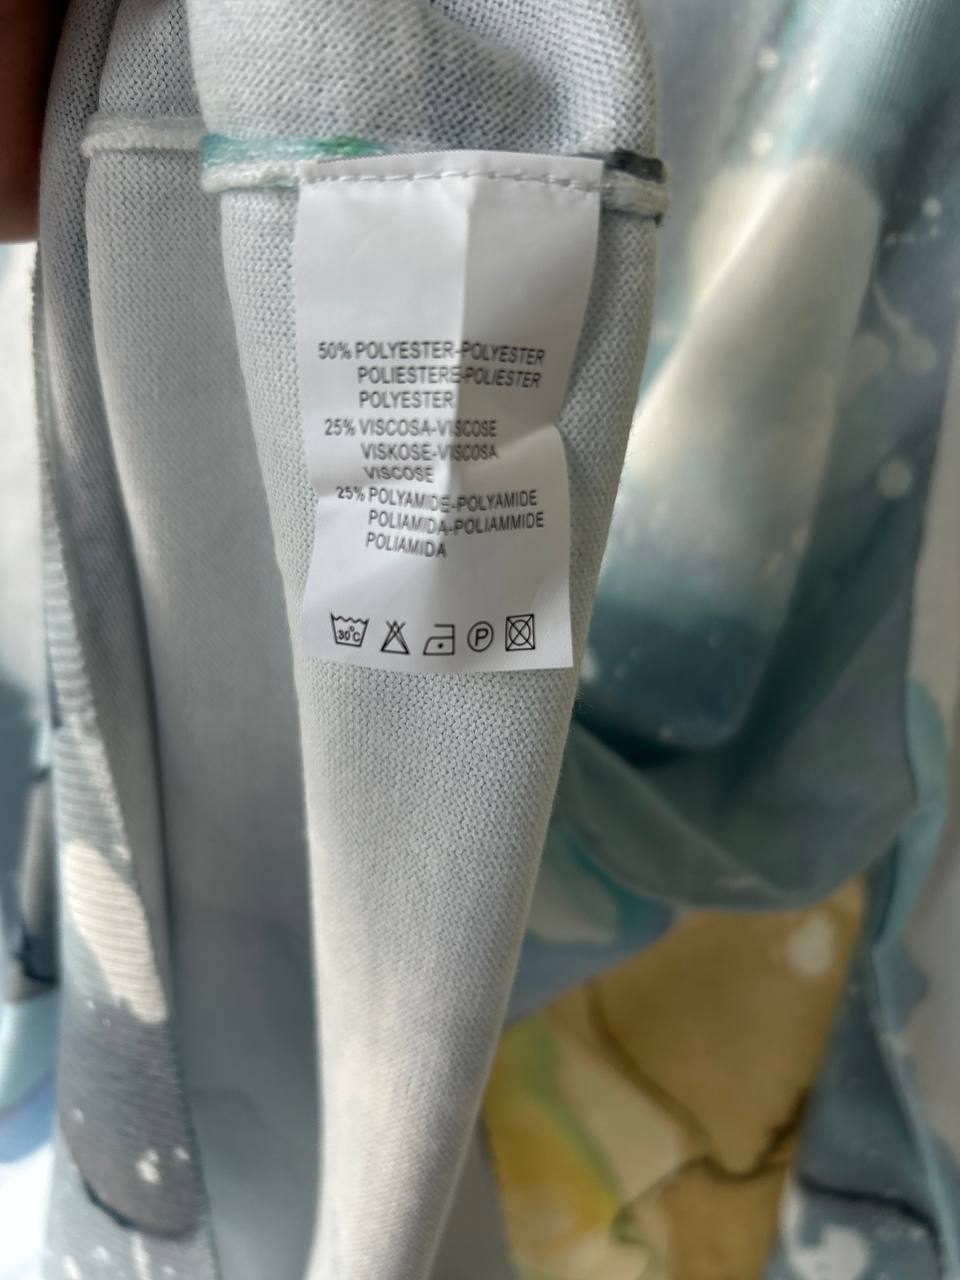 50% POLYESTER-POLYESTER
POLIESTERE-POLIESTER
POLYESTER
25% VISCOSA-VISCOSE
VISKOSE-VISCOSA
VISCOSE
25% POLYAMIDE-POLYAMIDE
POLIAMIDA-POLIAMMIDE
POLIAMIDA
30°C P